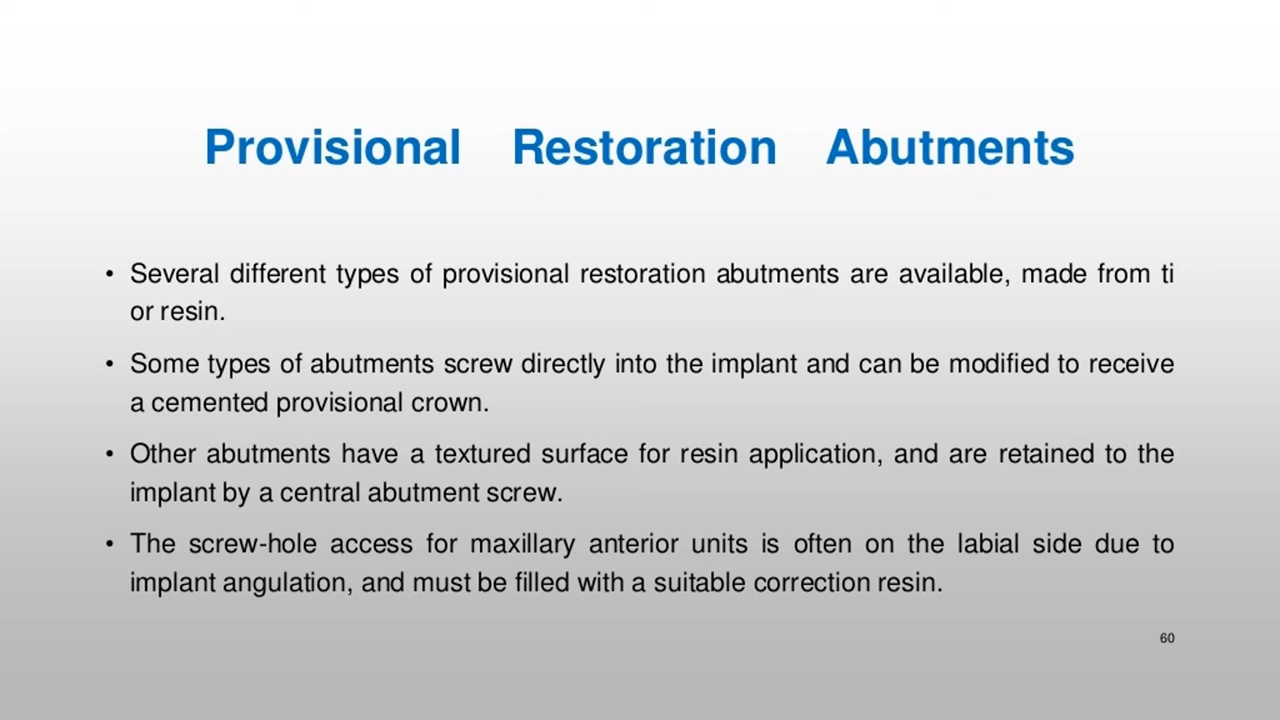 Provisional Restoration Abutments
• Several different types of provisional restoration abutments are available, made from ti
or resin.
• Some types of abutments screw directly into the implant and can be modified to receive
a cemented provisional crown.
• Other abutments have a textured surface for resin application, and are retained to the
implant by a central abutment screw.
• The screw-hole access for maxillary anterior units is often on the labial side due to
implant angulation, and must be filled with a suitable correction resin.
60